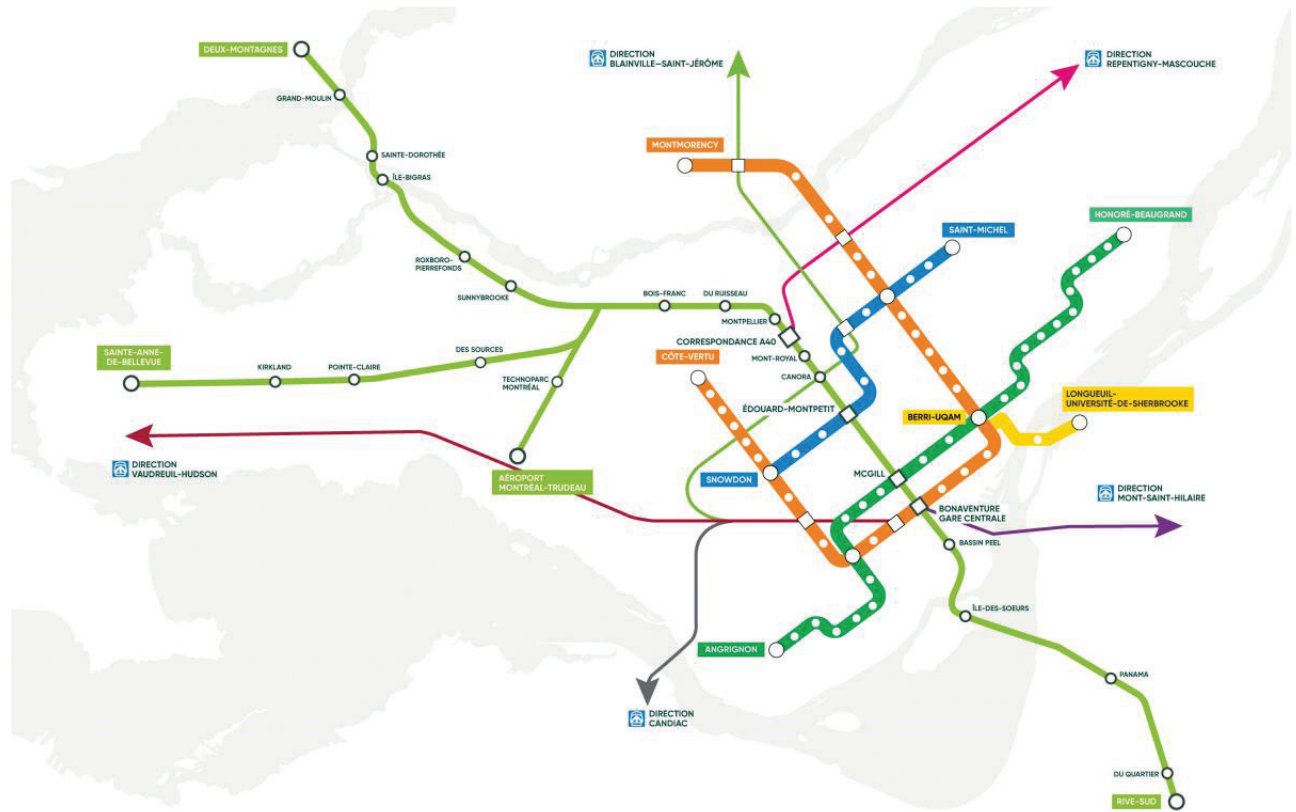 DEUX-MONTAGNES
DIRECTION
BLAINVILLE—SAINT-JÉRÔME
DIRECTION
REPENTIGNY-MASCOUCHE
GRAND-MOULIN
MONTMORENCY
SAINTE-DOROTHÉE
ÎLE-BIGRAS
HONORÉ-BEAUGRAND
SAINT-MICHEL
ROXBORO-
PIERREFONDS
SUNNYBROOKE
BOIS-FRANC
DU RUISSEAU
MONTPELLIER
CORRESPONDANCE A40
SAINTE-ANNE-
DE-BELLEVUE
KIRKLAND
POINTE-CLAIRE
DES SOURCES
CÔTE-VERTU
MONT-ROYAL
TECHNOPARC
MONTRÉAL
CANORA
LONGUEUIL-
UNIVERSITÉ-DE-SHERBROOKE
ÉDOUARD-MONTPETIT
BERRI-UQAM
DIRECTION
VAUDREUIL-HUDSON
AÉROPORT
MONTRÉAL-TRUDEAU
SNOWDON
MCGILL
DIRECTION
MONT-SAINT-HILAIRE
BONAVENTURE
GARE CENTRALE
BASSIN PEEL
ÎLE-DES-SOEURS
ANGRIGNON
PANAMA
DIRECTION
CANDIAC
DU QUARTIER
RIVE-SUD